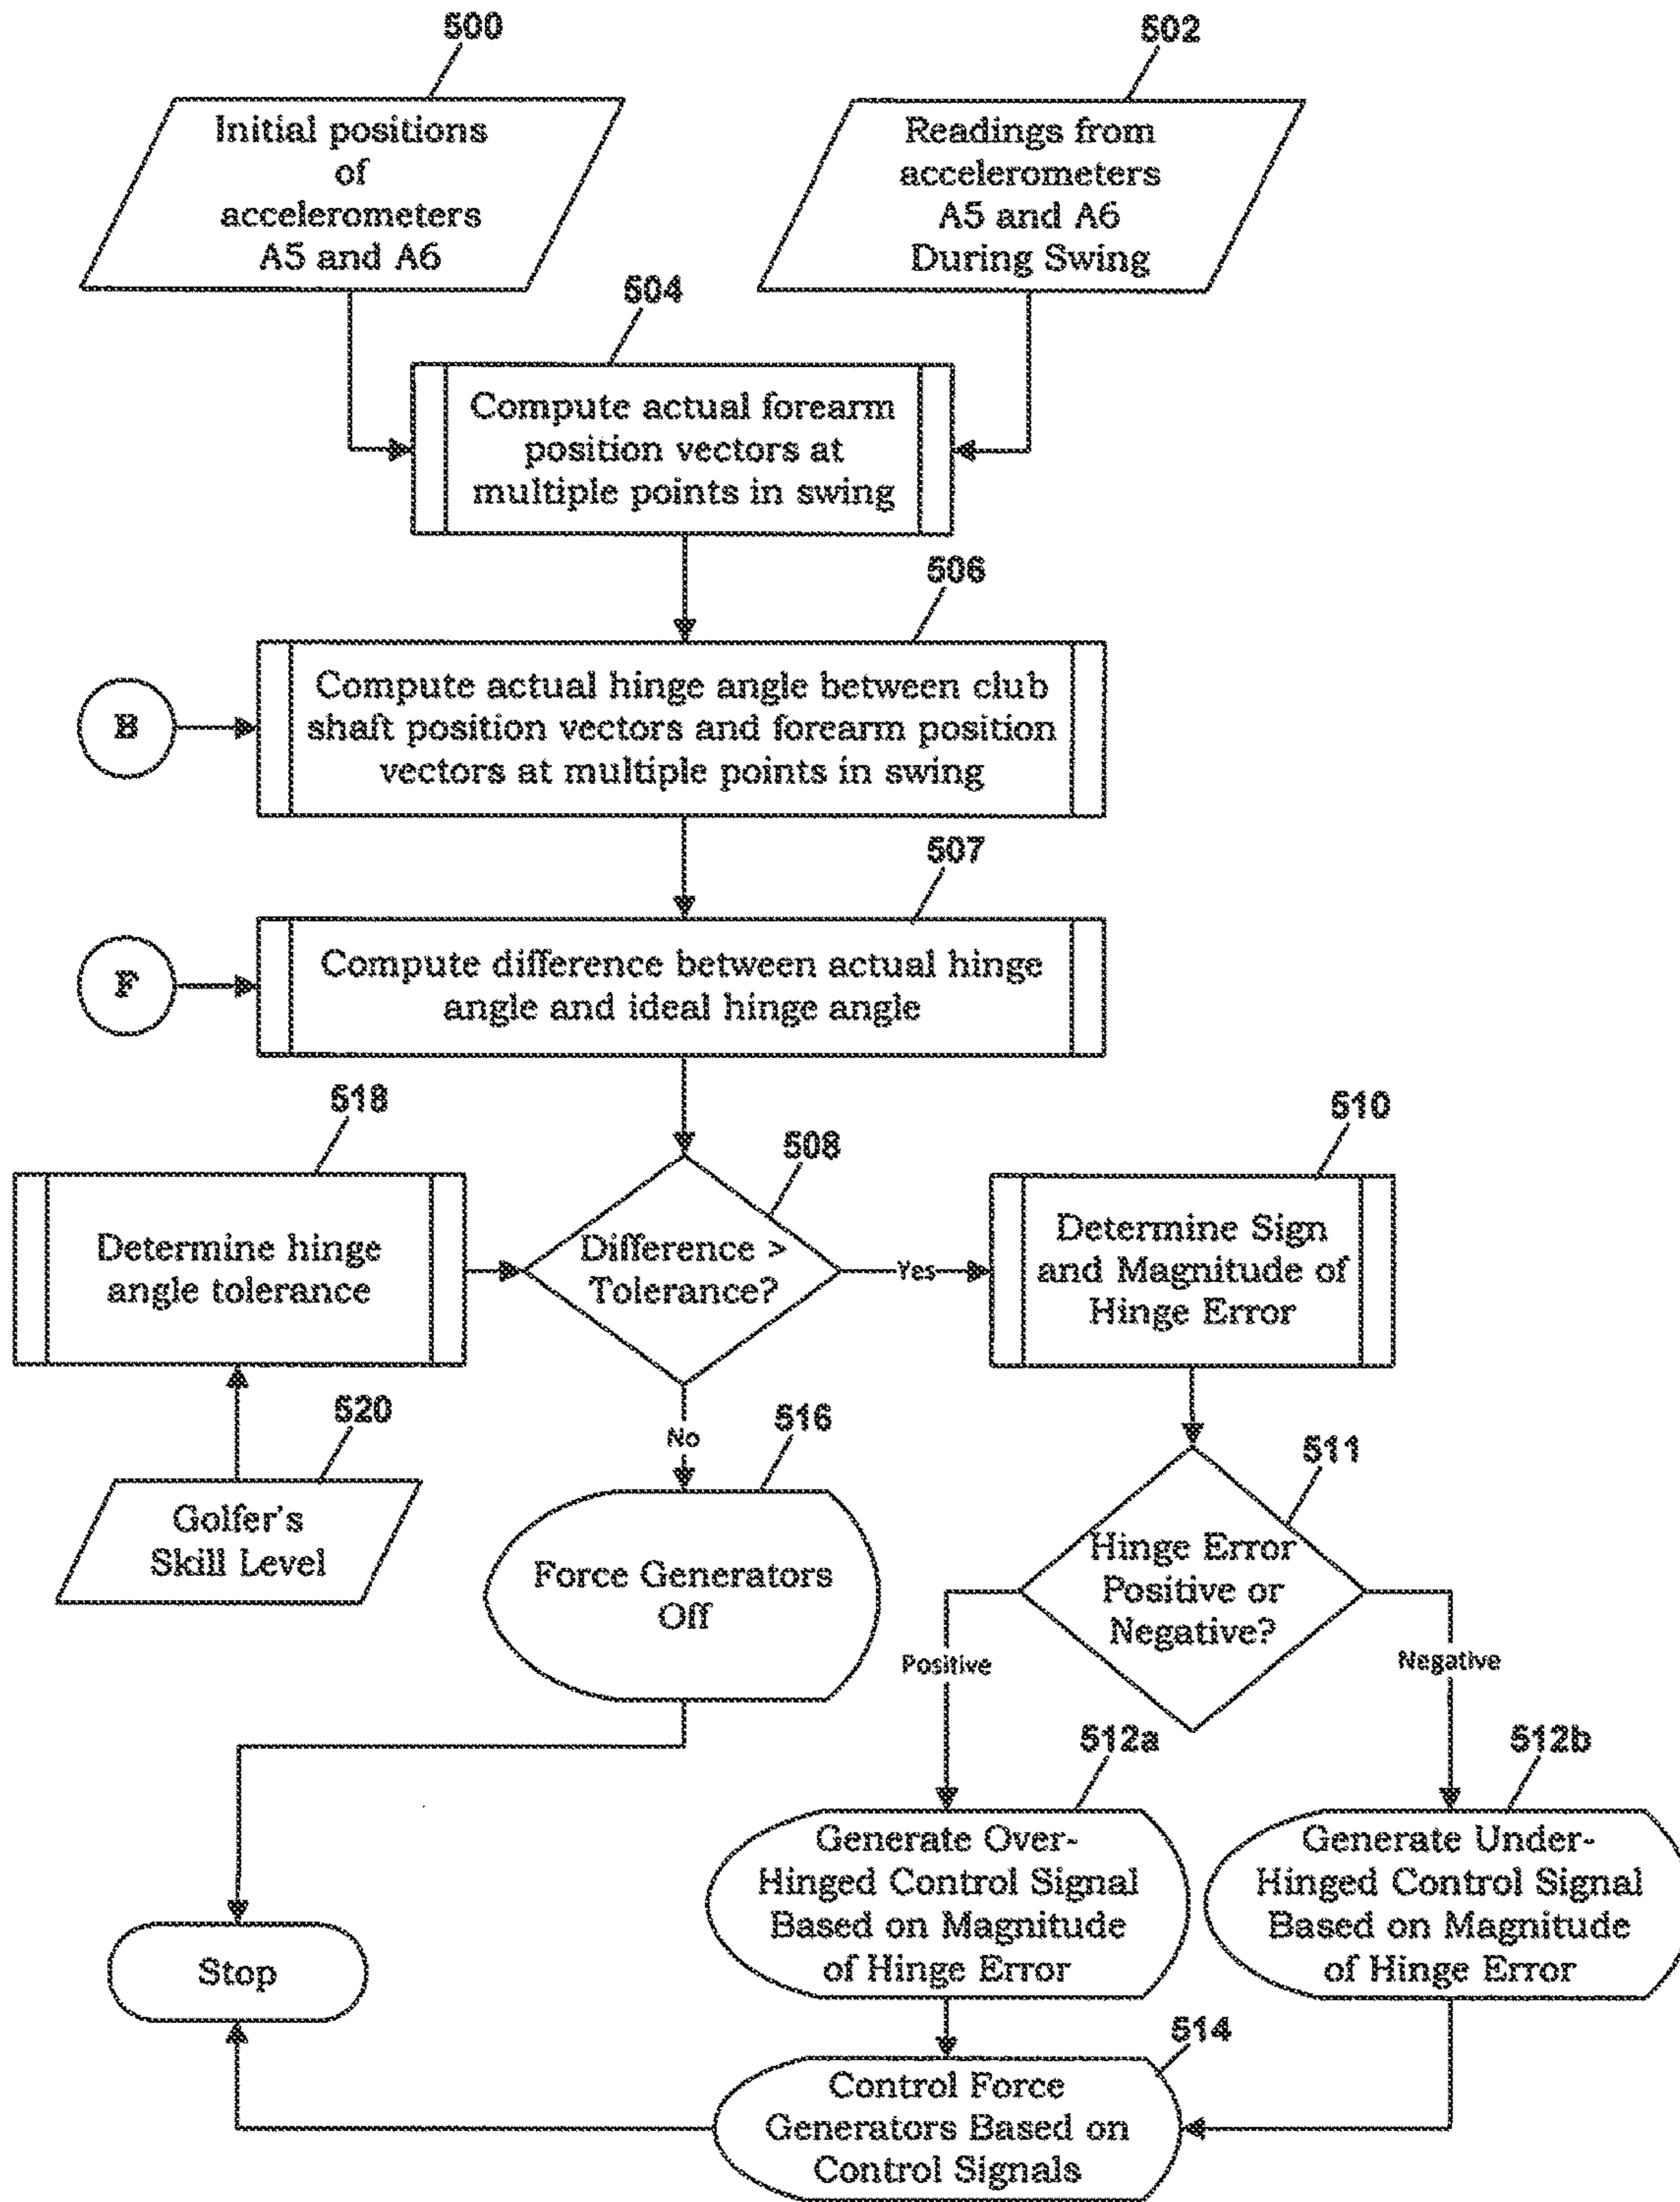 500
502
Initial positions
of
accelerometers
A5 and A6
Readings from
accelerometers
A5 and A6
During Swing
504
Compute actual forearm
position vectors at
multiple points in swing
506
B
Compute actual hinge angle between club
shaft position vectors and forearm position
vectors at multiple points in swing
507
F
Compute difference between actual hinge
angle and ideal hinge angle
518
508
510
Determine hinge
angle tolerance
Difference >
Tolerance?
Yes
Determine Sign
and Magnitude of
Hinge Error
520
No
516
511
Golfer's
Skill Level
Force Generators
Off
Hinge Error
Positive or
Negative?
Positive
Negative
512a
512b
Generate Over-
Hinged Control Signal
Based on Magnitude
of Hinge Error
Generate Under-
Hinged Control Signal
Based on Magnitude
of Hinge Error
Stop
514
Control Force
Generators Based on
Control Signals